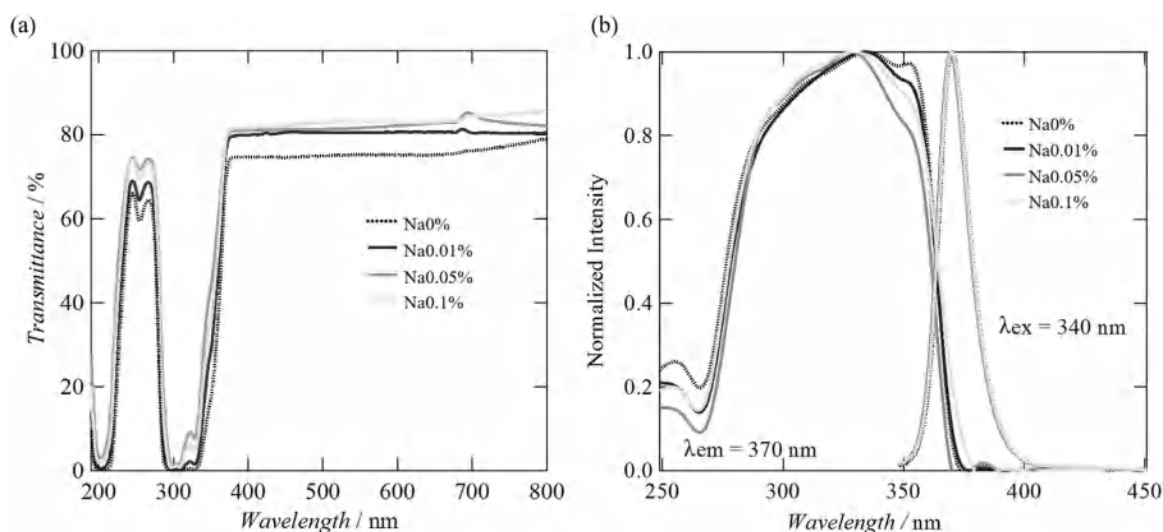 (a)
100
80
60
40
20
0
Transmittance / %
Na0%
Na0.01%
Na0.05%
Na0.1%
200 300 400 500 600 700 800
Wavelength / nm
(b)
1.0
0.8
0.6
0.4
0.2
0.0
Normalized Intensity
Na0%
Na0.01%
Na0.05%
Na0.1%
λex = 340 nm
λem = 370 nm
250 300 350 400 450
Wavelength / nm